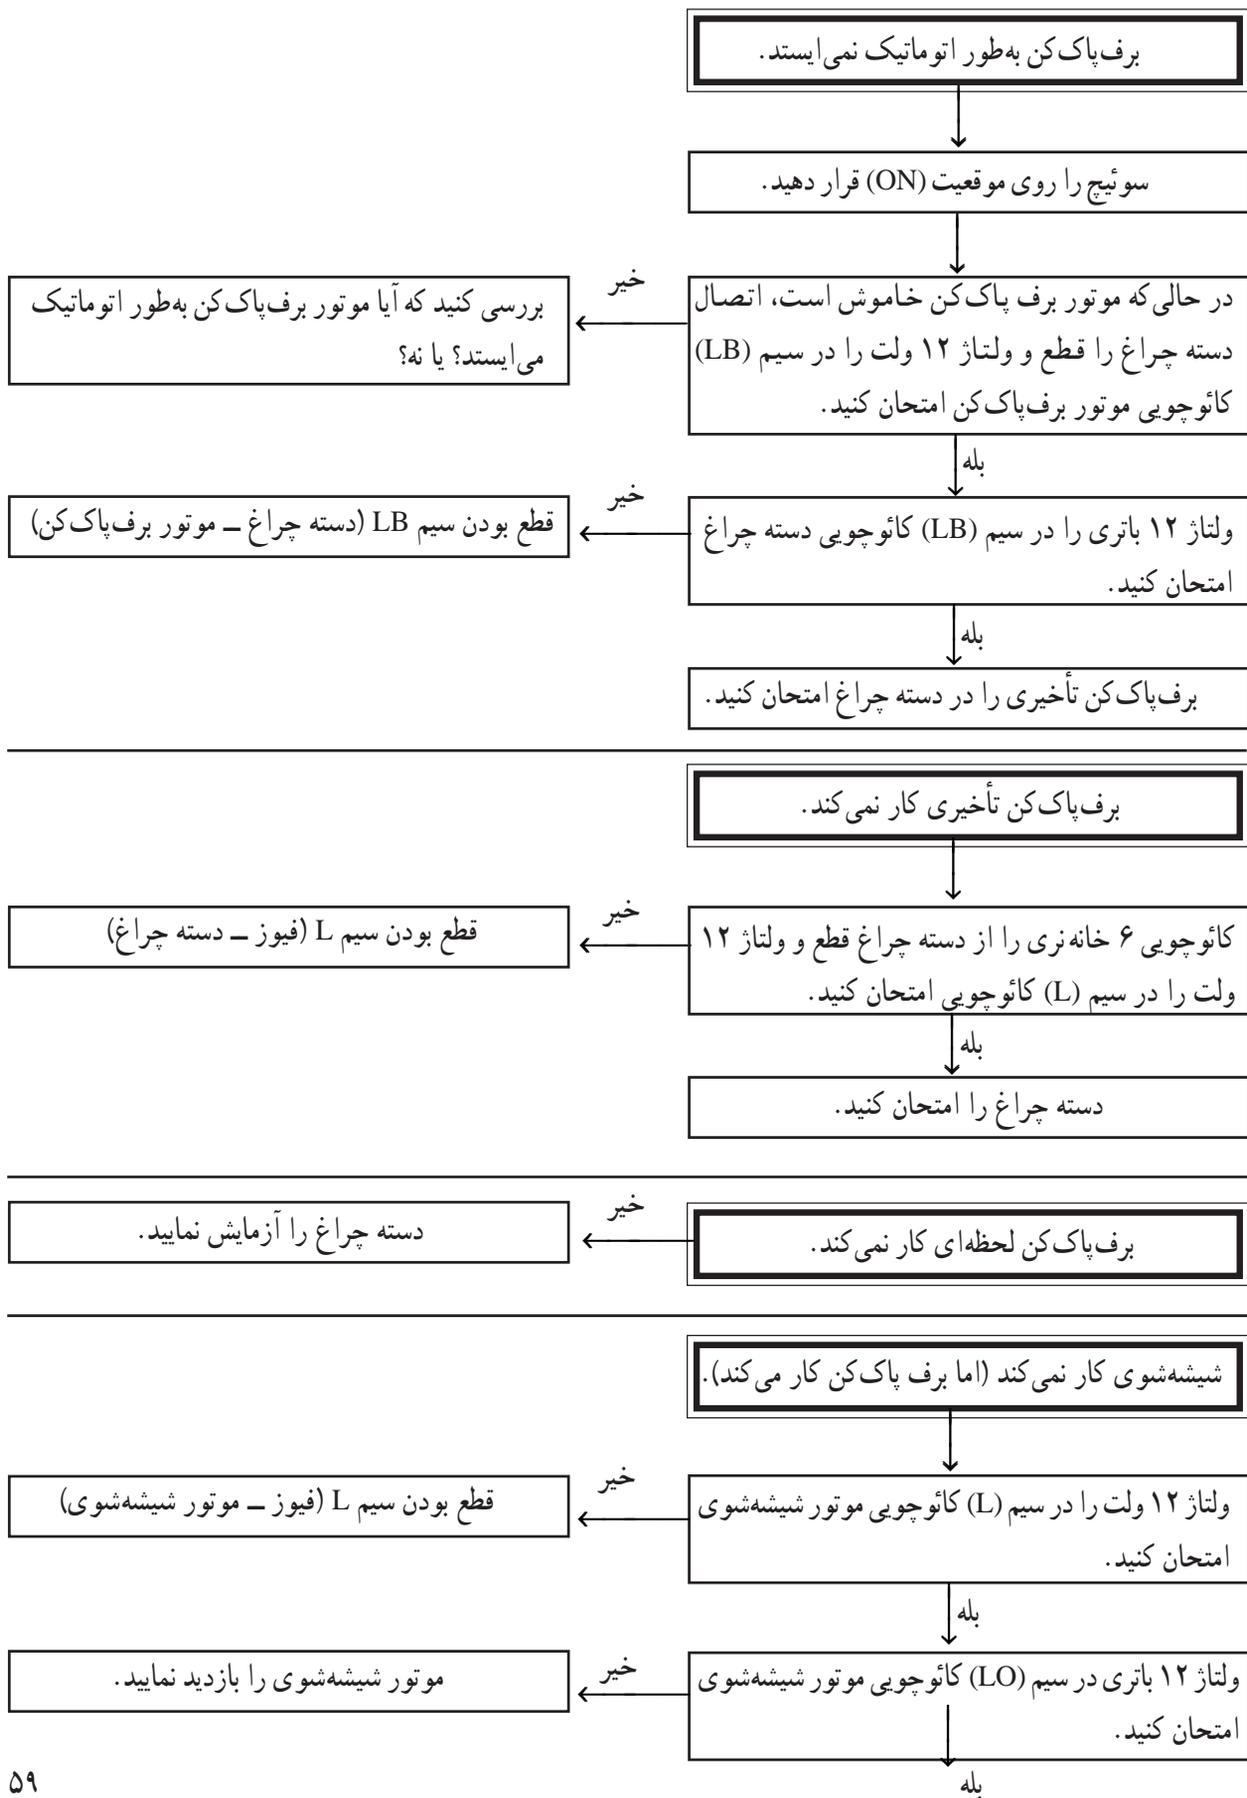 برف‌پاک‌کن به‌طور اتوماتیک نمی‌ایستد.
سوئیچ را روی موقعیت (ON) قرار دهید.
در حالی‌که موتور برف پاک‌کن خاموش است، اتصال
دسته چراغ را قطع و ولتاژ ۱۲ ولت را در سیم (LB)
کائوچویی موتور برف‌پاک‌کن امتحان کنید.
خیر
بررسی کنید که آیا موتور برف‌پاک‌کن به‌طور اتوماتیک
می‌ایستد؟ یا نه؟
بله
ولتاژ ۱۲ باتری را در سیم (LB) کائوچویی دسته چراغ
امتحان کنید.
خیر
قطع بودن سیم LB (دسته چراغ ــ موتور برف‌پاک‌کن)
بله
برف‌پاک‌کن تأخیری را در دسته چراغ امتحان کنید.
برف‌پاک‌کن تأخیری کار نمی‌کند.
کائوچویی ۶ خانه نری را از دسته چراغ قطع و ولتاژ ۱۲
ولت را در سیم (L) کائوچویی امتحان کنید.
خیر
قطع بودن سیم L (فیوز ــ دسته چراغ)
بله
دسته چراغ را امتحان کنید.
برف‌پاک‌کن لحظه‌ای کار نمی‌کند.
خیر
دسته چراغ را آزمایش نمایید.
شیشه‌شوی کار نمی‌کند (اما برف پاک‌کن کار می‌کند).
ولتاژ ۱۲ ولت را در سیم (L) کائوچویی موتور شیشه‌شوی
امتحان کنید.
خیر
قطع بودن سیم L (فیوز ــ موتور شیشه‌شوی)
بله
ولتاژ ۱۲ باتری در سیم (LO) کائوچویی موتور شیشه‌شوی
امتحان کنید.
خیر
موتور شیشه‌شوی را بازدید نمایید.
بله
۵۹